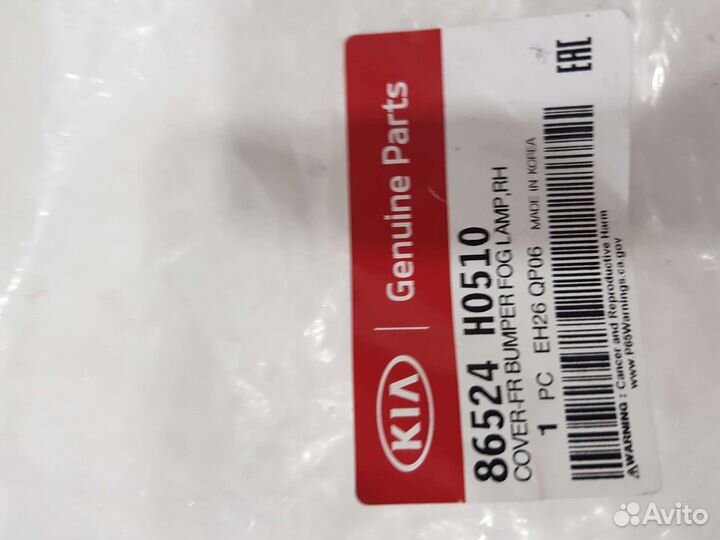 KIA Genuine Parts
86524 H0510
COVER-FR BUMPER FOG LAMP,RH
1 PC EH26 QP06 MADE IN KOREA
EAC
WARNING : Cancer and Reproductive Harm
www.P65Warnings.ca.gov
Avito